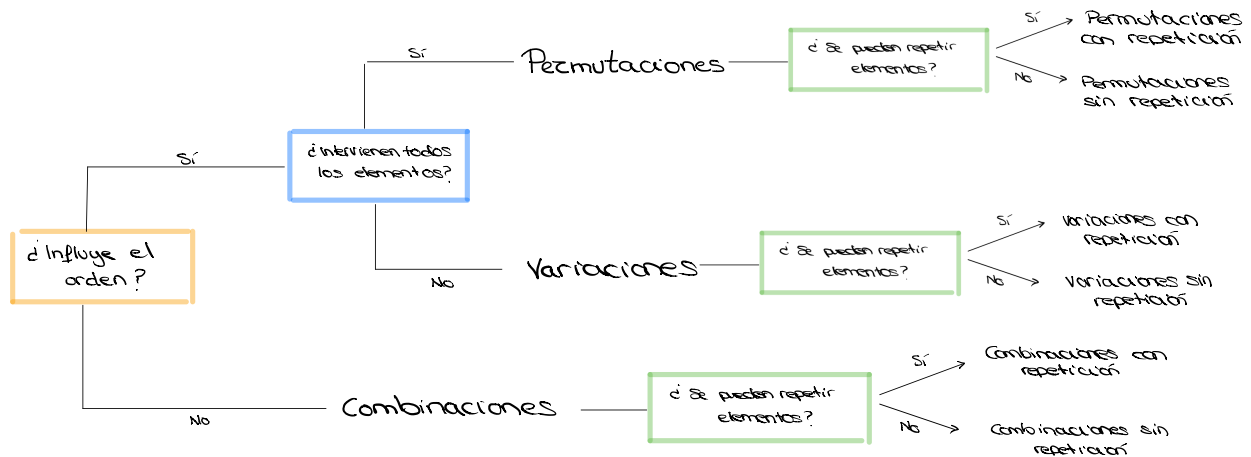 Sí
Permutaciones
¿Se pueden repetir
elementos?
Sí
Permutaciones
con repetición
No
Permutaciones
sin repetición
Sí
¿Intervienen todos
los elementos?
¿Influye el
orden?
No
Variaciones
¿Se pueden repetir
elementos?
Sí
Variaciones con
repetición
No
Variaciones sin
repetición
No
Combinaciones
¿Se pueden repetir
elementos?
Sí
Combinaciones con
repetición
No
Combinaciones sin
repetición